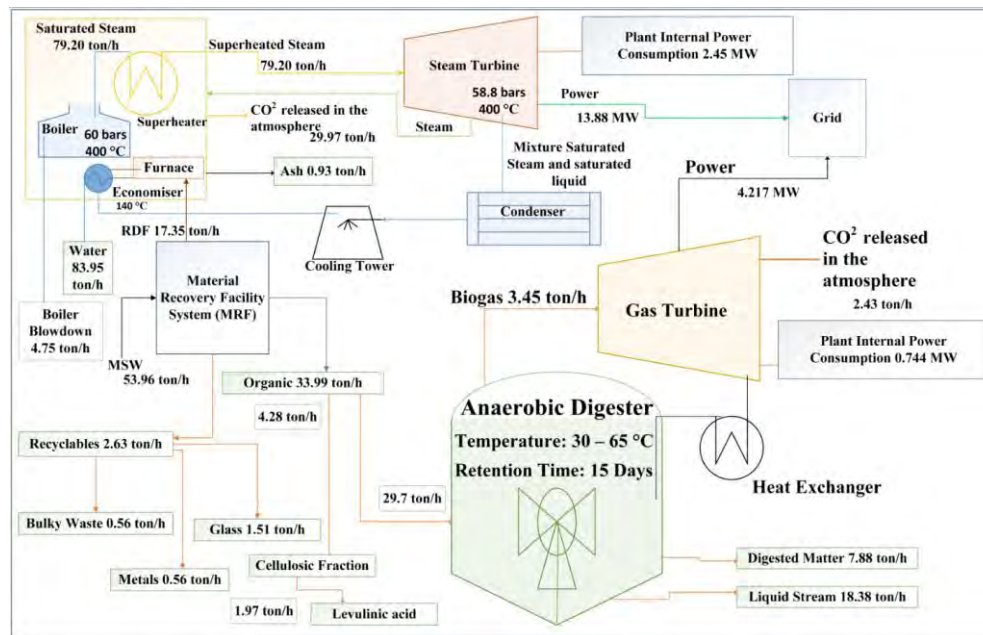 Saturated Steam
79.20 ton/h
Superheated Steam
79.20 ton/h
Superheater
Boiler
60 bars
400 °C
CO² released in the
atmosphere
29.97 ton/h
Steam
Steam Turbine
58.8 bars
400 °C
Plant Internal Power
Consumption 2.45 MW
Power
13.88 MW
Grid
Furnace
Economiser
140 °C
Ash 0.93 ton/h
RDF 17.35 ton/h
Mixture Saturated
Steam and saturated
liquid
Condenser
Cooling Tower
Power
4.217 MW
Water
83.95
ton/h
Boiler
Blowdown
4.75 ton/h
Material
Recovery Facility
System (MRF)
MSW
53.96 ton/h
Biogas 3.45 ton/h
Gas Turbine
CO² released
in the
atmosphere
2.43 ton/h
Plant Internal Power
Consumption 0.744 MW
Organic 33.99 ton/h
4.28 ton/h
Anaerobic Digester
Temperature: 30 – 65 °C
Retention Time: 15 Days
Heat Exchanger
Recyclables 2.63 ton/h
29.7 ton/h
Bulky Waste 0.56 ton/h
Glass 1.51 ton/h
Metals 0.56 ton/h
Cellulosic Fraction
1.97 ton/h
Levulinic acid
Digested Matter 7.88 ton/h
Liquid Stream 18.38 ton/h